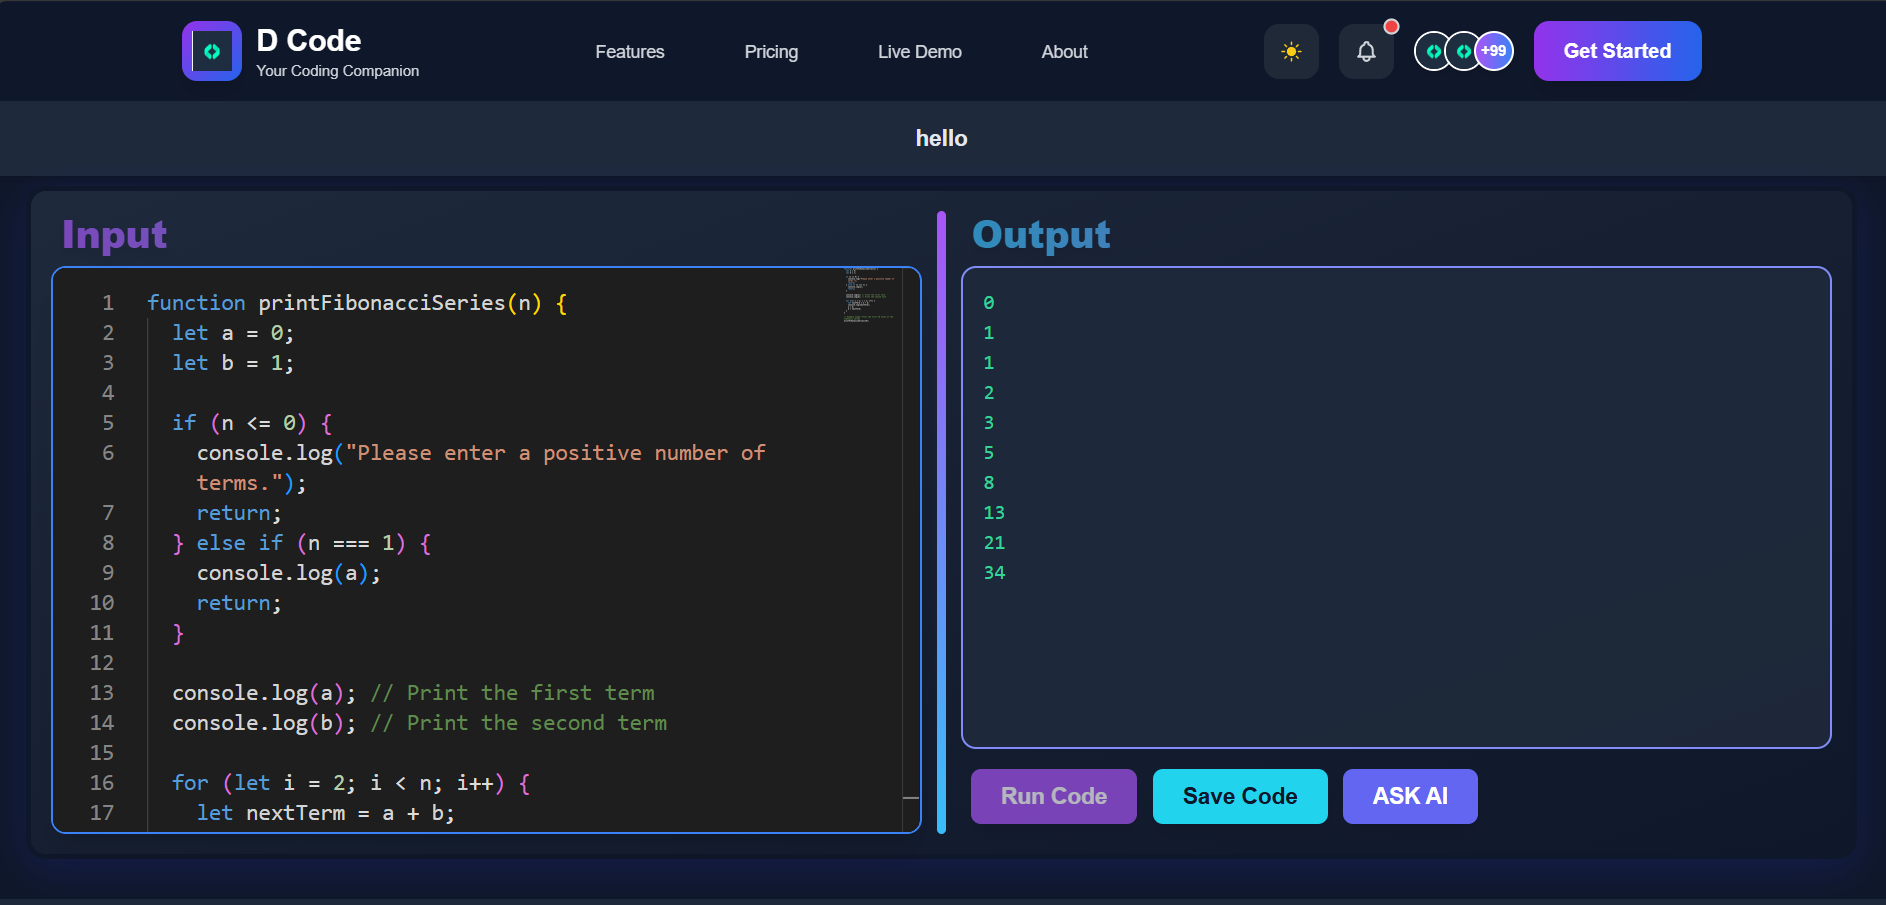 D Code
Your Coding Companion
Features
Pricing
Live Demo
About
+99
Get Started
hello
Input
1 function printFibonacciSeries(n) {
2 let a = 0;
3 let b = 1;
4
5 if (n <= 0) {
6 console.log("Please enter a positive number of
terms.");
7 return;
8 } else if (n === 1) {
9 console.log(a);
10 return;
11 }
12
13 console.log(a); // Print the first term
14 console.log(b); // Print the second term
15
16 for (let i = 2; i < n; i++) {
17 let nextTerm = a + b;
Output
0
1
1
2
3
5
8
13
21
34
Run Code
Save Code
ASK AI